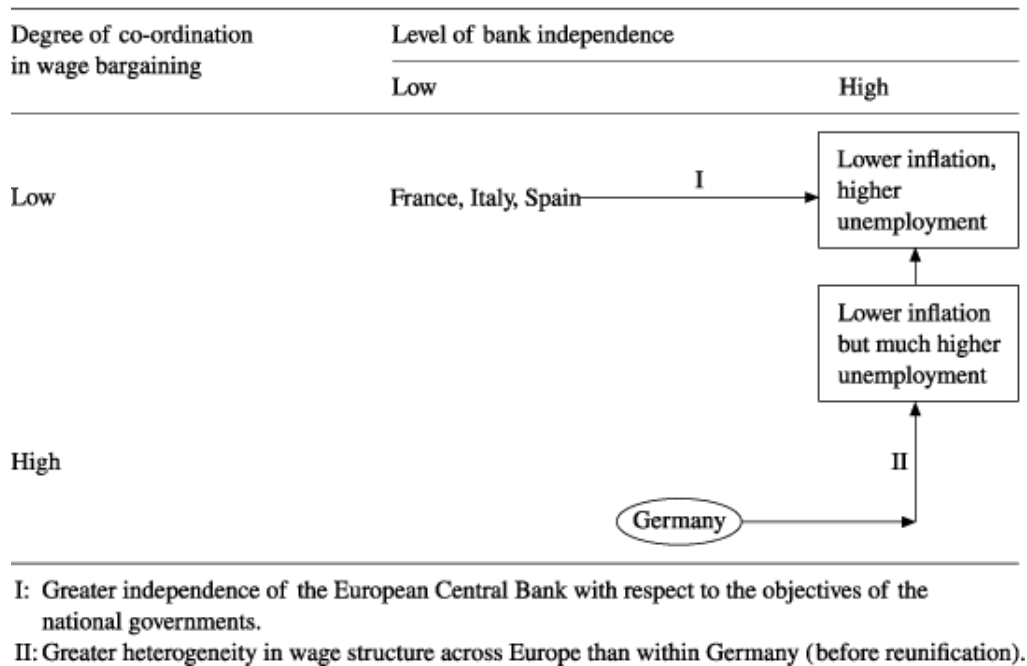 Degree of co-ordination
in wage bargaining
Level of bank independence
Low
High
Low
France, Italy, Spain
I
Lower inflation,
higher
unemployment
Lower inflation
but much higher
unemployment
High
II
Germany
I: Greater independence of the European Central Bank with respect to the objectives of the
national governments.
II: Greater heterogeneity in wage structure across Europe than within Germany (before reunification).